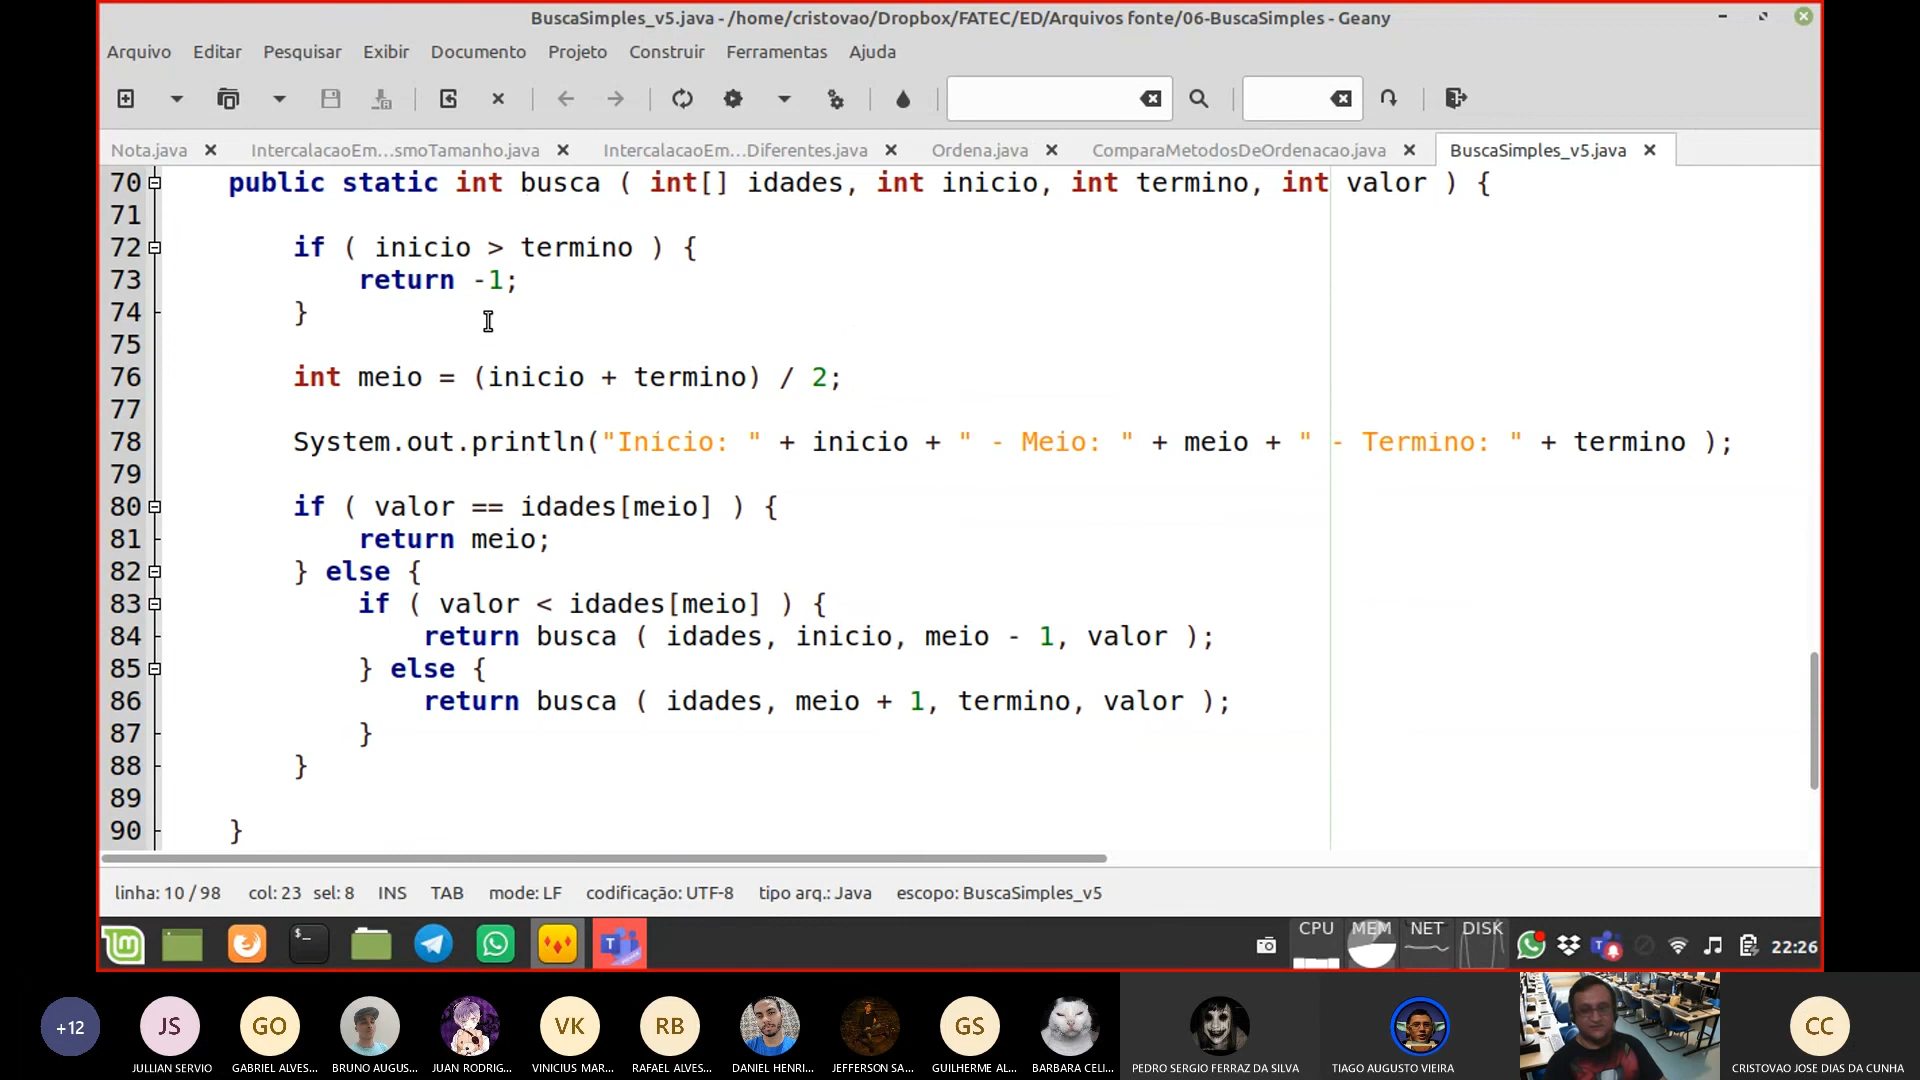 BuscaSimples_v5.java - /home/cristovao/Dropbox/FATEC/ED/Arquivos fonte/06-BuscaSimples - Geany
Arquivo Editar Pesquisar Exibir Documento Projeto Construir Ferramentas Ajuda
Nota.java IntercalacaoEm...smoTamanho.java IntercalacaoEm...Diferentes.java Ordena.java ComparaMetodosDeOrdenacao.java BuscaSimples_v5.java
70 public static int busca ( int[] idades, int inicio, int termino, int valor ) {
71
72 if ( inicio > termino ) {
73 return -1;
74 }
75
76 int meio = (inicio + termino) / 2;
77
78 System.out.println("Inicio: " + inicio + " - Meio: " + meio + " - Termino: " + termino );
79
80 if ( valor == idades[meio] ) {
81 return meio;
82 } else {
83 if ( valor < idades[meio] ) {
84 return busca ( idades, inicio, meio - 1, valor );
85 } else {
86 return busca ( idades, meio + 1, termino, valor );
87 }
88 }
89
90 }
linha: 10 / 98 col: 23 sel: 8 INS TAB mode: LF codificação: UTF-8 tipo arq.: Java escopo: BuscaSimples_v5
CPU MEM NET DISK 22:26
+12 JS GO VK RB GS CC
JULLIAN SERVIO GABRIEL ALVES... BRUNO AUGUS... JUAN RODRIG... VINICIUS MAR... RAFAEL ALVES... DANIEL HENRI... JEFFERSON SA... GUILHERME AL... BARBARA CELI... PEDRO SERGIO FERRAZ DA SILVA TIAGO AUGUSTO VIEIRA CRISTOVAO JOSE DIAS DA CUNHA